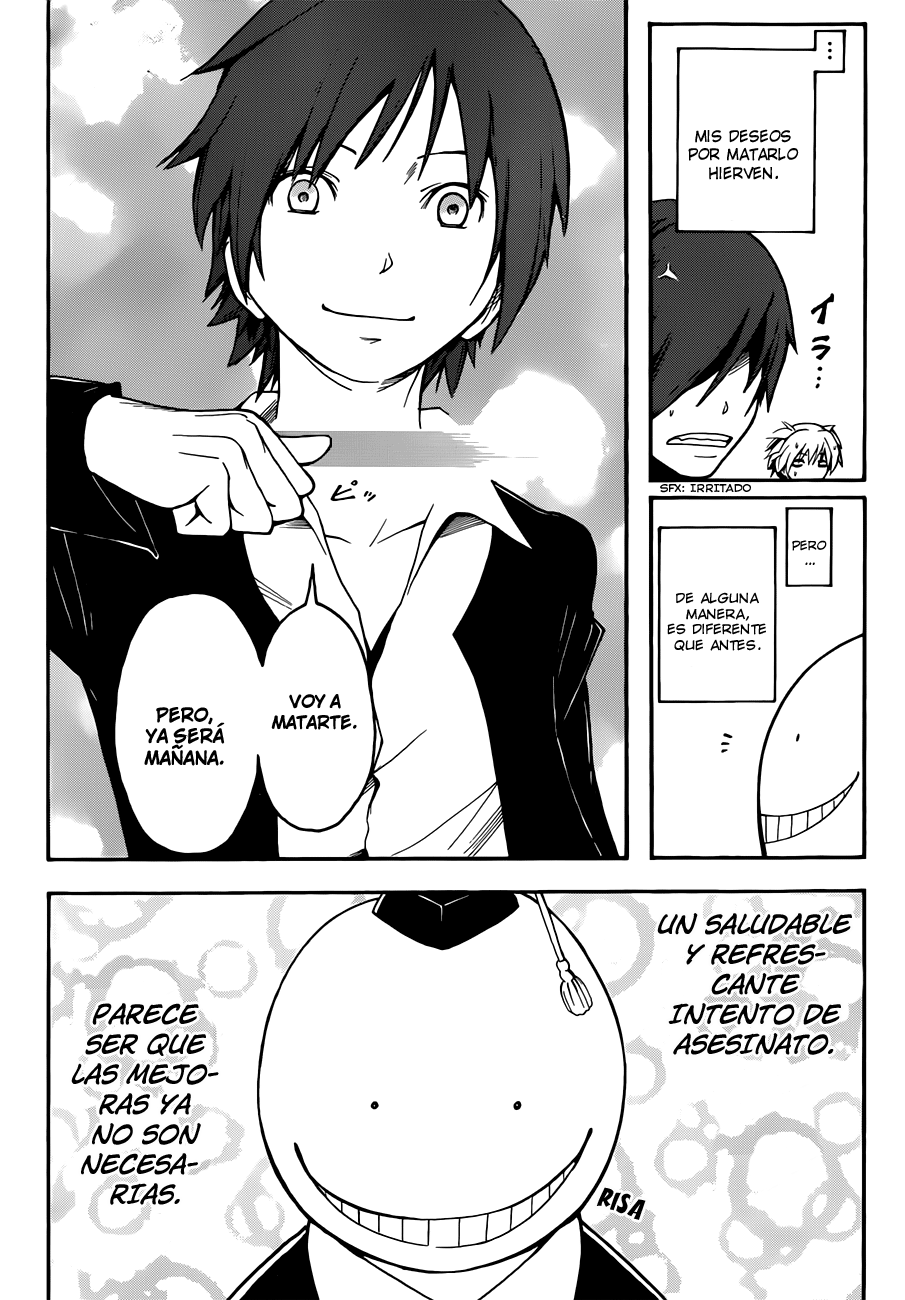 ...
MIS DESEOS
POR MATARLO
HIERVEN.
イラ…
SFX: IRRITADO
PERO
...
DE ALGUNA
MANERA,
ES DIFERENTE
QUE ANTES.
ピッ
VOY A
MATARTE.
PERO,
YA SERÁ
MAÑANA.
UN SALUDABLE
Y REFRES-
CANTE
INTENTO DE
ASESINATO.
PARECE
SER QUE
LAS MEJO-
RAS YA
NO SON
NECESA-
RIAS.
RISA